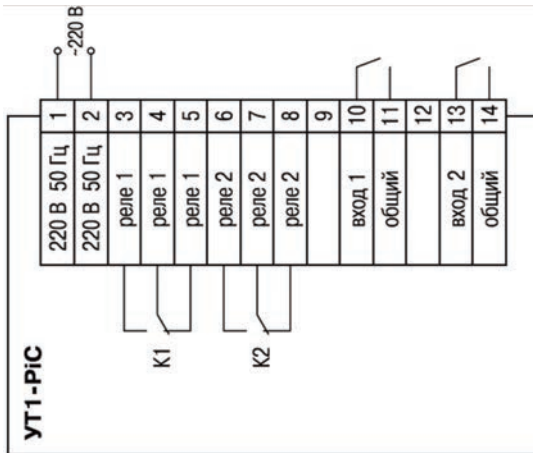 УТ1-PiC
220 В 50 Гц 1
220 В 50 Гц 2
~220 В
реле 1 3
реле 1 4
реле 1 5
K1
реле 2 6
реле 2 7
реле 2 8
K2
9
вход 1 10
общий 11
12
вход 2 13
общий 14